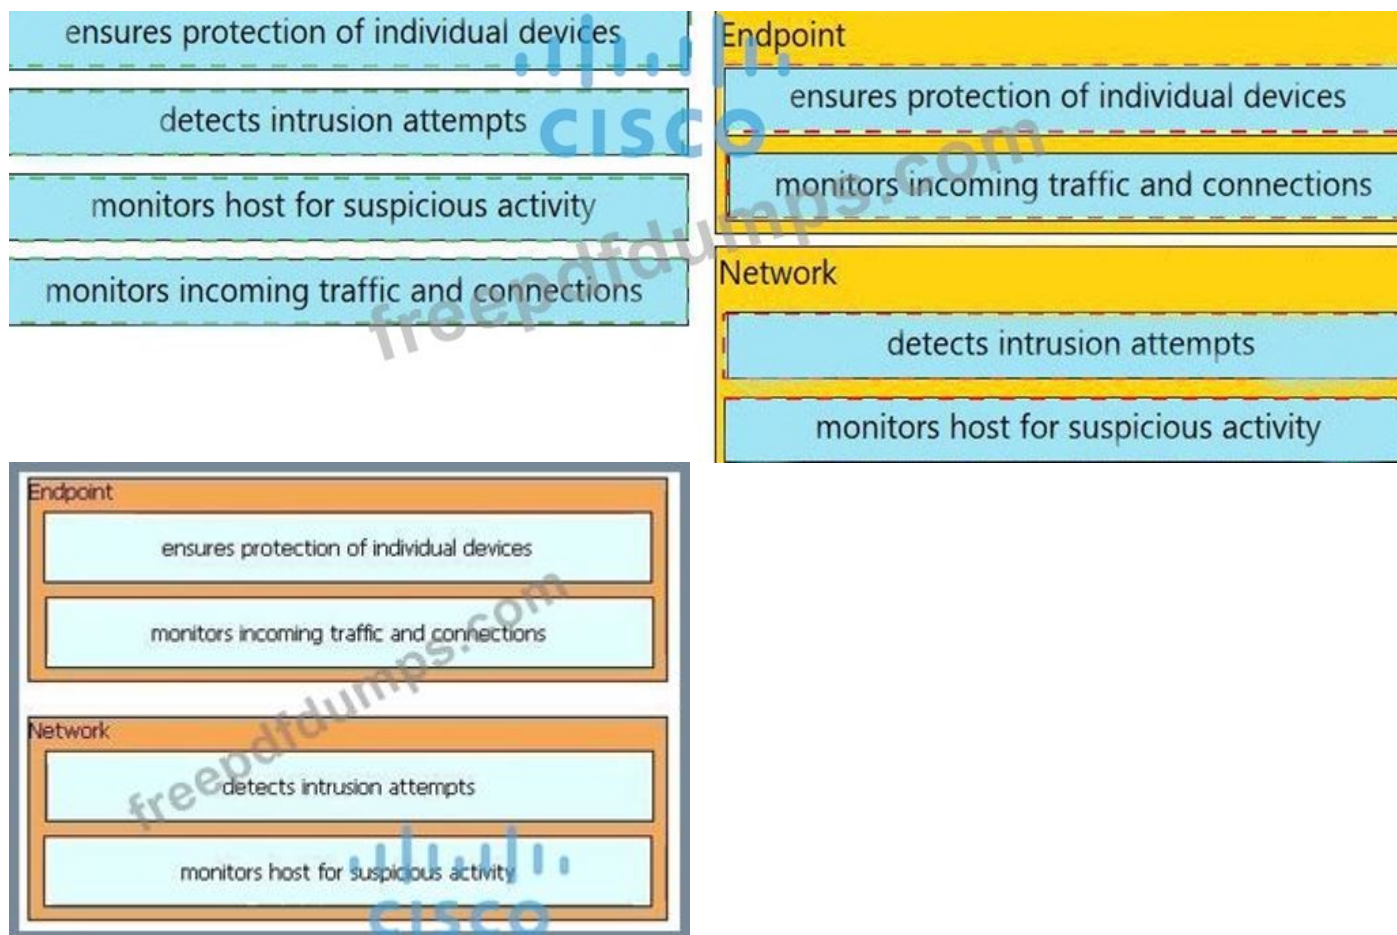 ensures protection of individual devices
detects intrusion attempts
monitors host for suspicious activity
monitors incoming traffic and connections
CISCO
Endpoint
ensures protection of individual devices
monitors incoming traffic and connections
Network
detects intrusion attempts
monitors host for suspicious activity
freepdfdumps.com
Endpoint
ensures protection of individual devices
monitors incoming traffic and connections
Network
detects intrusion attempts
monitors host for suspicious activity
freepdfdumps.com
CISCO